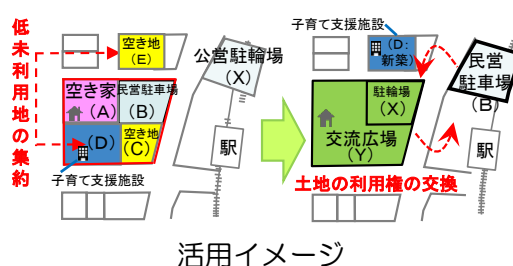 低未利用地の集約
空き地
(E)
公営駐輪場
(X)
空き家
(A)
民営駐車場
(B)
(D)
空き地
(C)
駅
子育て支援施設
子育て支援施設
(D:
新築)
民営
駐車場
(B)
駐輪場
(X)
交流広場
(Y)
駅
土地の利用権の交換
活用イメージ